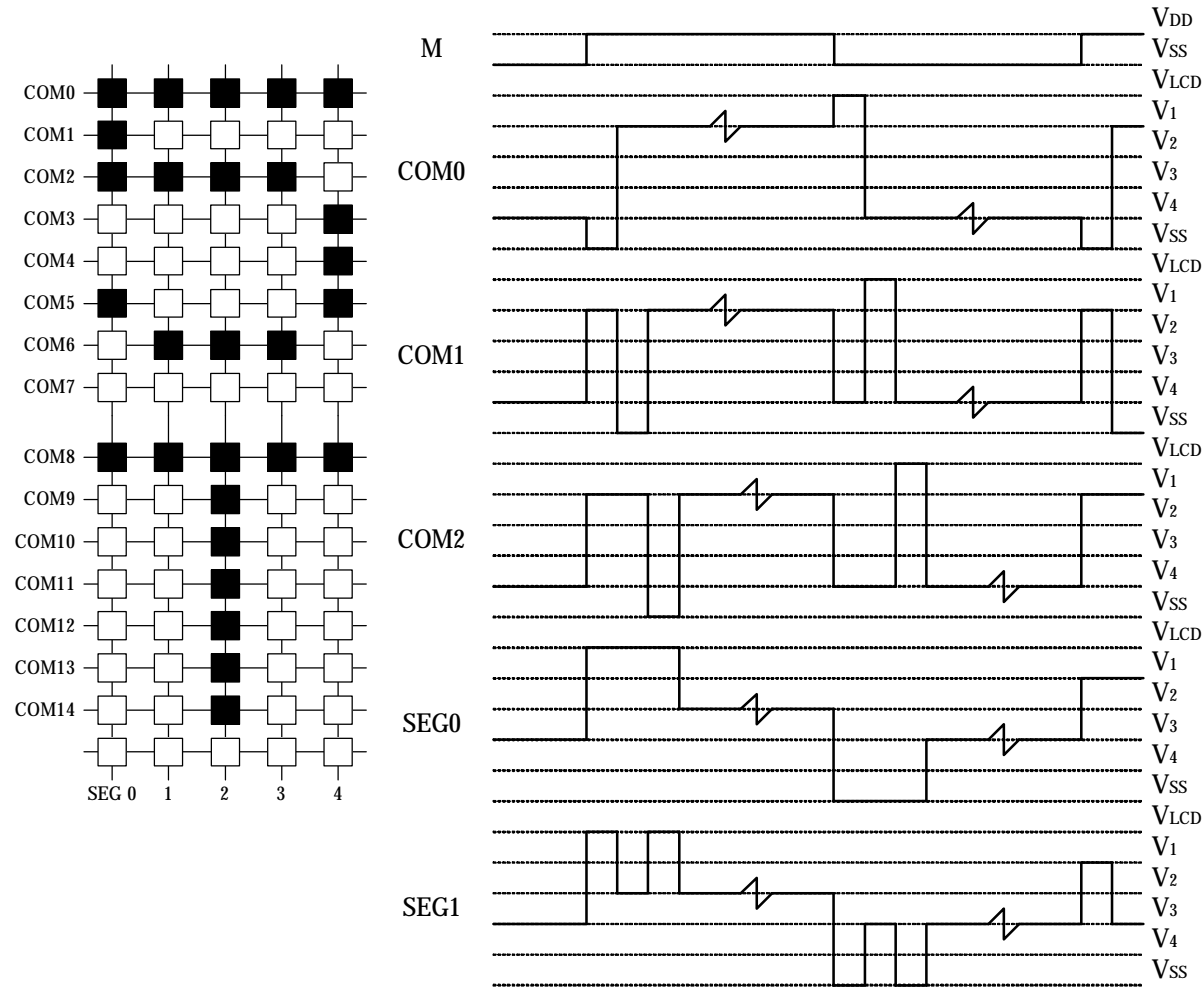 COM0
COM1
COM2
COM3
COM4
COM5
COM6
COM7
COM8
COM9
COM10
COM11
COM12
COM13
COM14
SEG 0 1 2 3 4
M
VDD
VSS
COM0
VLCD
V1
V2
V3
V4
VSS
COM1
VLCD
V1
V2
V3
V4
VSS
COM2
VLCD
V1
V2
V3
V4
VSS
SEG0
VLCD
V1
V2
V3
V4
VSS
SEG1
VLCD
V1
V2
V3
V4
VSS